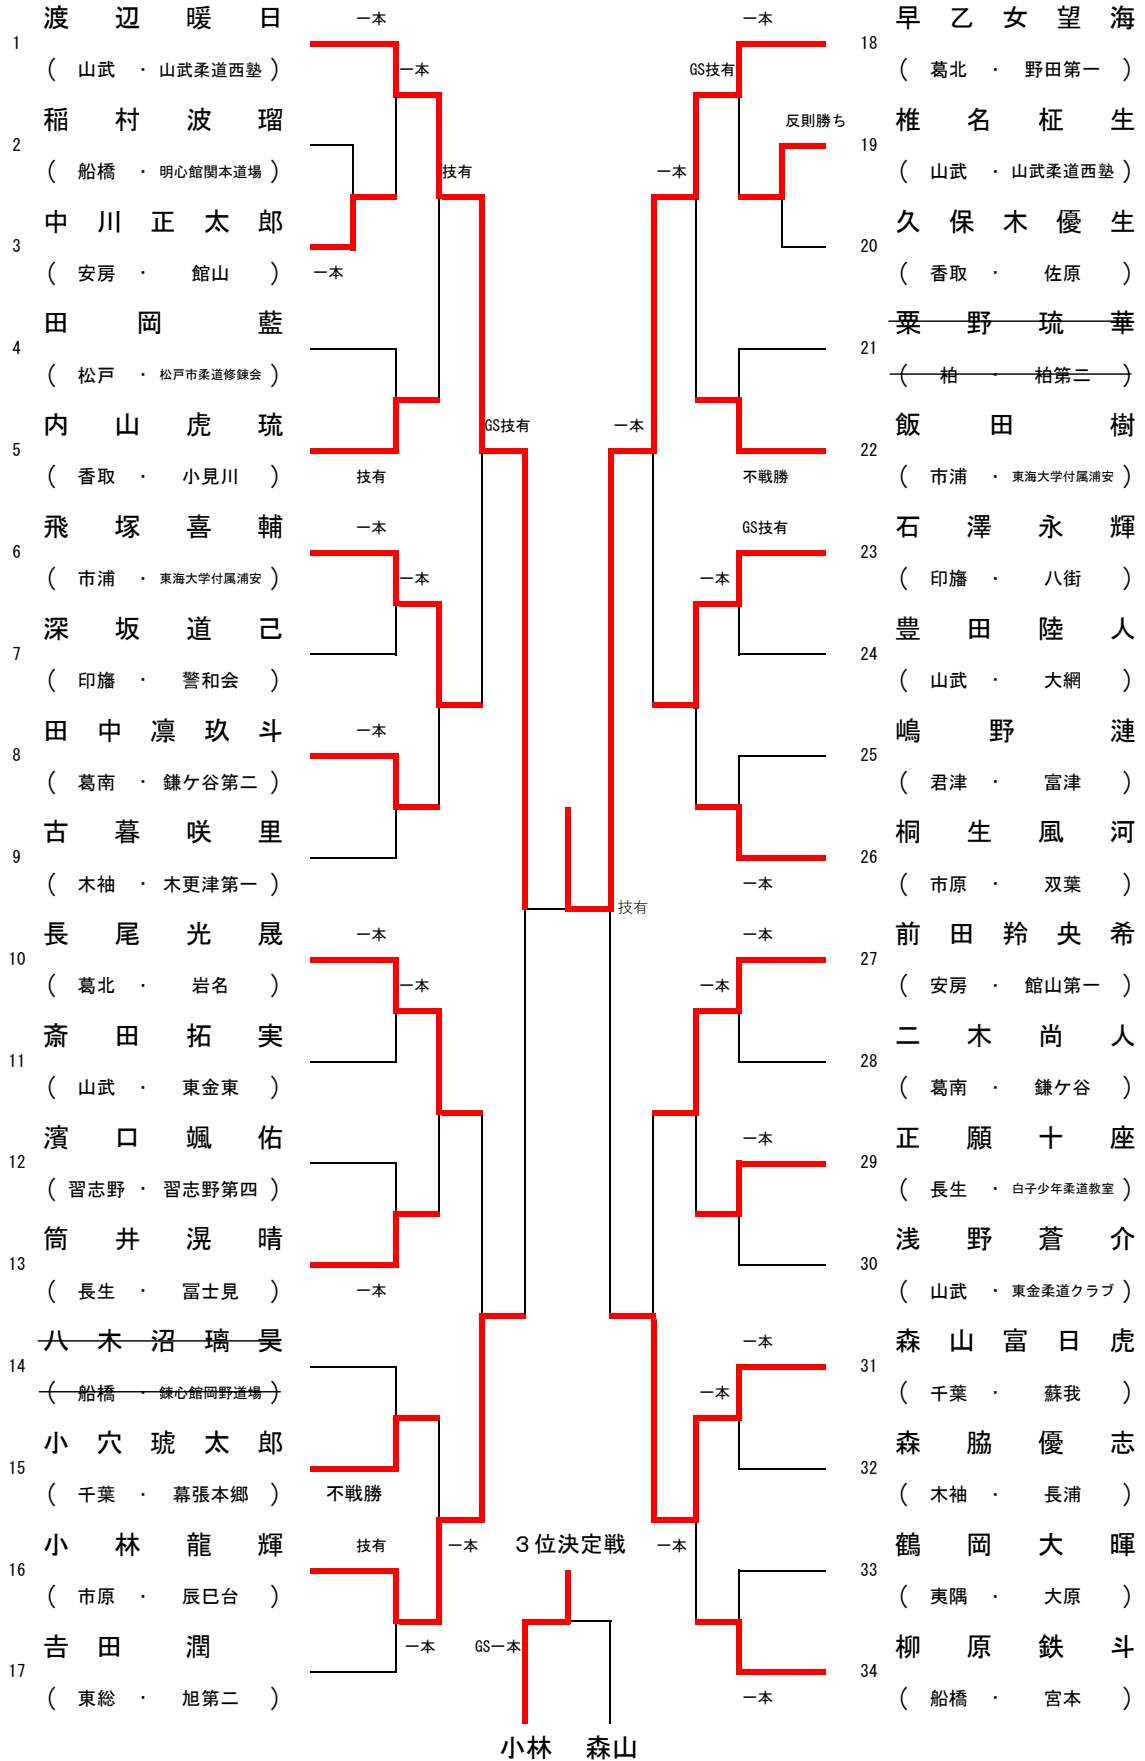 渡辺暖日
1
( 山武 ・ 山武柔道西塾 )
一本
稲村波瑠
2
( 船橋 ・ 明心館関本道場 )
一本
中川正太郎
3
( 安房 ・ 館山 )
一本
技有
田岡藍
4
( 松戸 ・ 松戸市柔道修錬会 )
内山虎琉
5
( 香取 ・ 小見川 )
技有
GS技有
飛塚喜輔
6
( 市浦 ・ 東海大学付属浦安 )
一本
一本
深坂道己
7
( 印旛 ・ 警和会 )
田中凛玖斗
8
( 葛南 ・ 鎌ケ谷第二 )
一本
古暮咲里
9
( 木袖 ・ 木更津第一 )
長尾光晟
10
( 葛北 ・ 岩名 )
一本
一本
斎田拓実
11
( 山武 ・ 東金東 )
濱口颯佑
12
( 習志野 ・ 習志野第四 )
筒井滉晴
13
( 長生 ・ 冨士見 )
一本
八木沼璃昊
14
( 船橋 ・ 錬心館岡野道場 )
小穴琥太郎
15
( 千葉 ・ 幕張本郷 )
不戦勝
小林龍輝
16
( 市原 ・ 辰巳台 )
技有
一本
吉田潤
17
( 東総 ・ 旭第二 )
一本
早乙女望海
18
( 葛北 ・ 野田第一 )
一本
GS技有
椎名柾生
19
( 山武 ・ 山武柔道西塾 )
反則勝ち
一本
久保木優生
20
( 香取 ・ 佐原 )
粟野琉華
21
( 柏 ・ 柏第二 )
飯田樹
22
( 市浦 ・ 東海大学付属浦安 )
不戦勝
一本
石澤永輝
23
( 印旛 ・ 八街 )
GS技有
一本
豊田陸人
24
( 山武 ・ 大網 )
嶋野漣
25
( 君津 ・ 富津 )
桐生風河
26
( 市原 ・ 双葉 )
一本
技有
前田羚央希
27
( 安房 ・ 館山第一 )
一本
一本
二木尚人
28
( 葛南 ・ 鎌ケ谷 )
正願十座
29
( 長生 ・ 白子少年柔道教室 )
一本
浅野蒼介
30
( 山武 ・ 東金柔道クラブ )
森山富日虎
31
( 千葉 ・ 蘇我 )
一本
一本
森脇優志
32
( 木袖 ・ 長浦 )
鶴岡大暉
33
( 夷隅 ・ 大原 )
一本
柳原鉄斗
34
( 船橋 ・ 宮本 )
一本
３位決定戦
GS一本
小林 森山